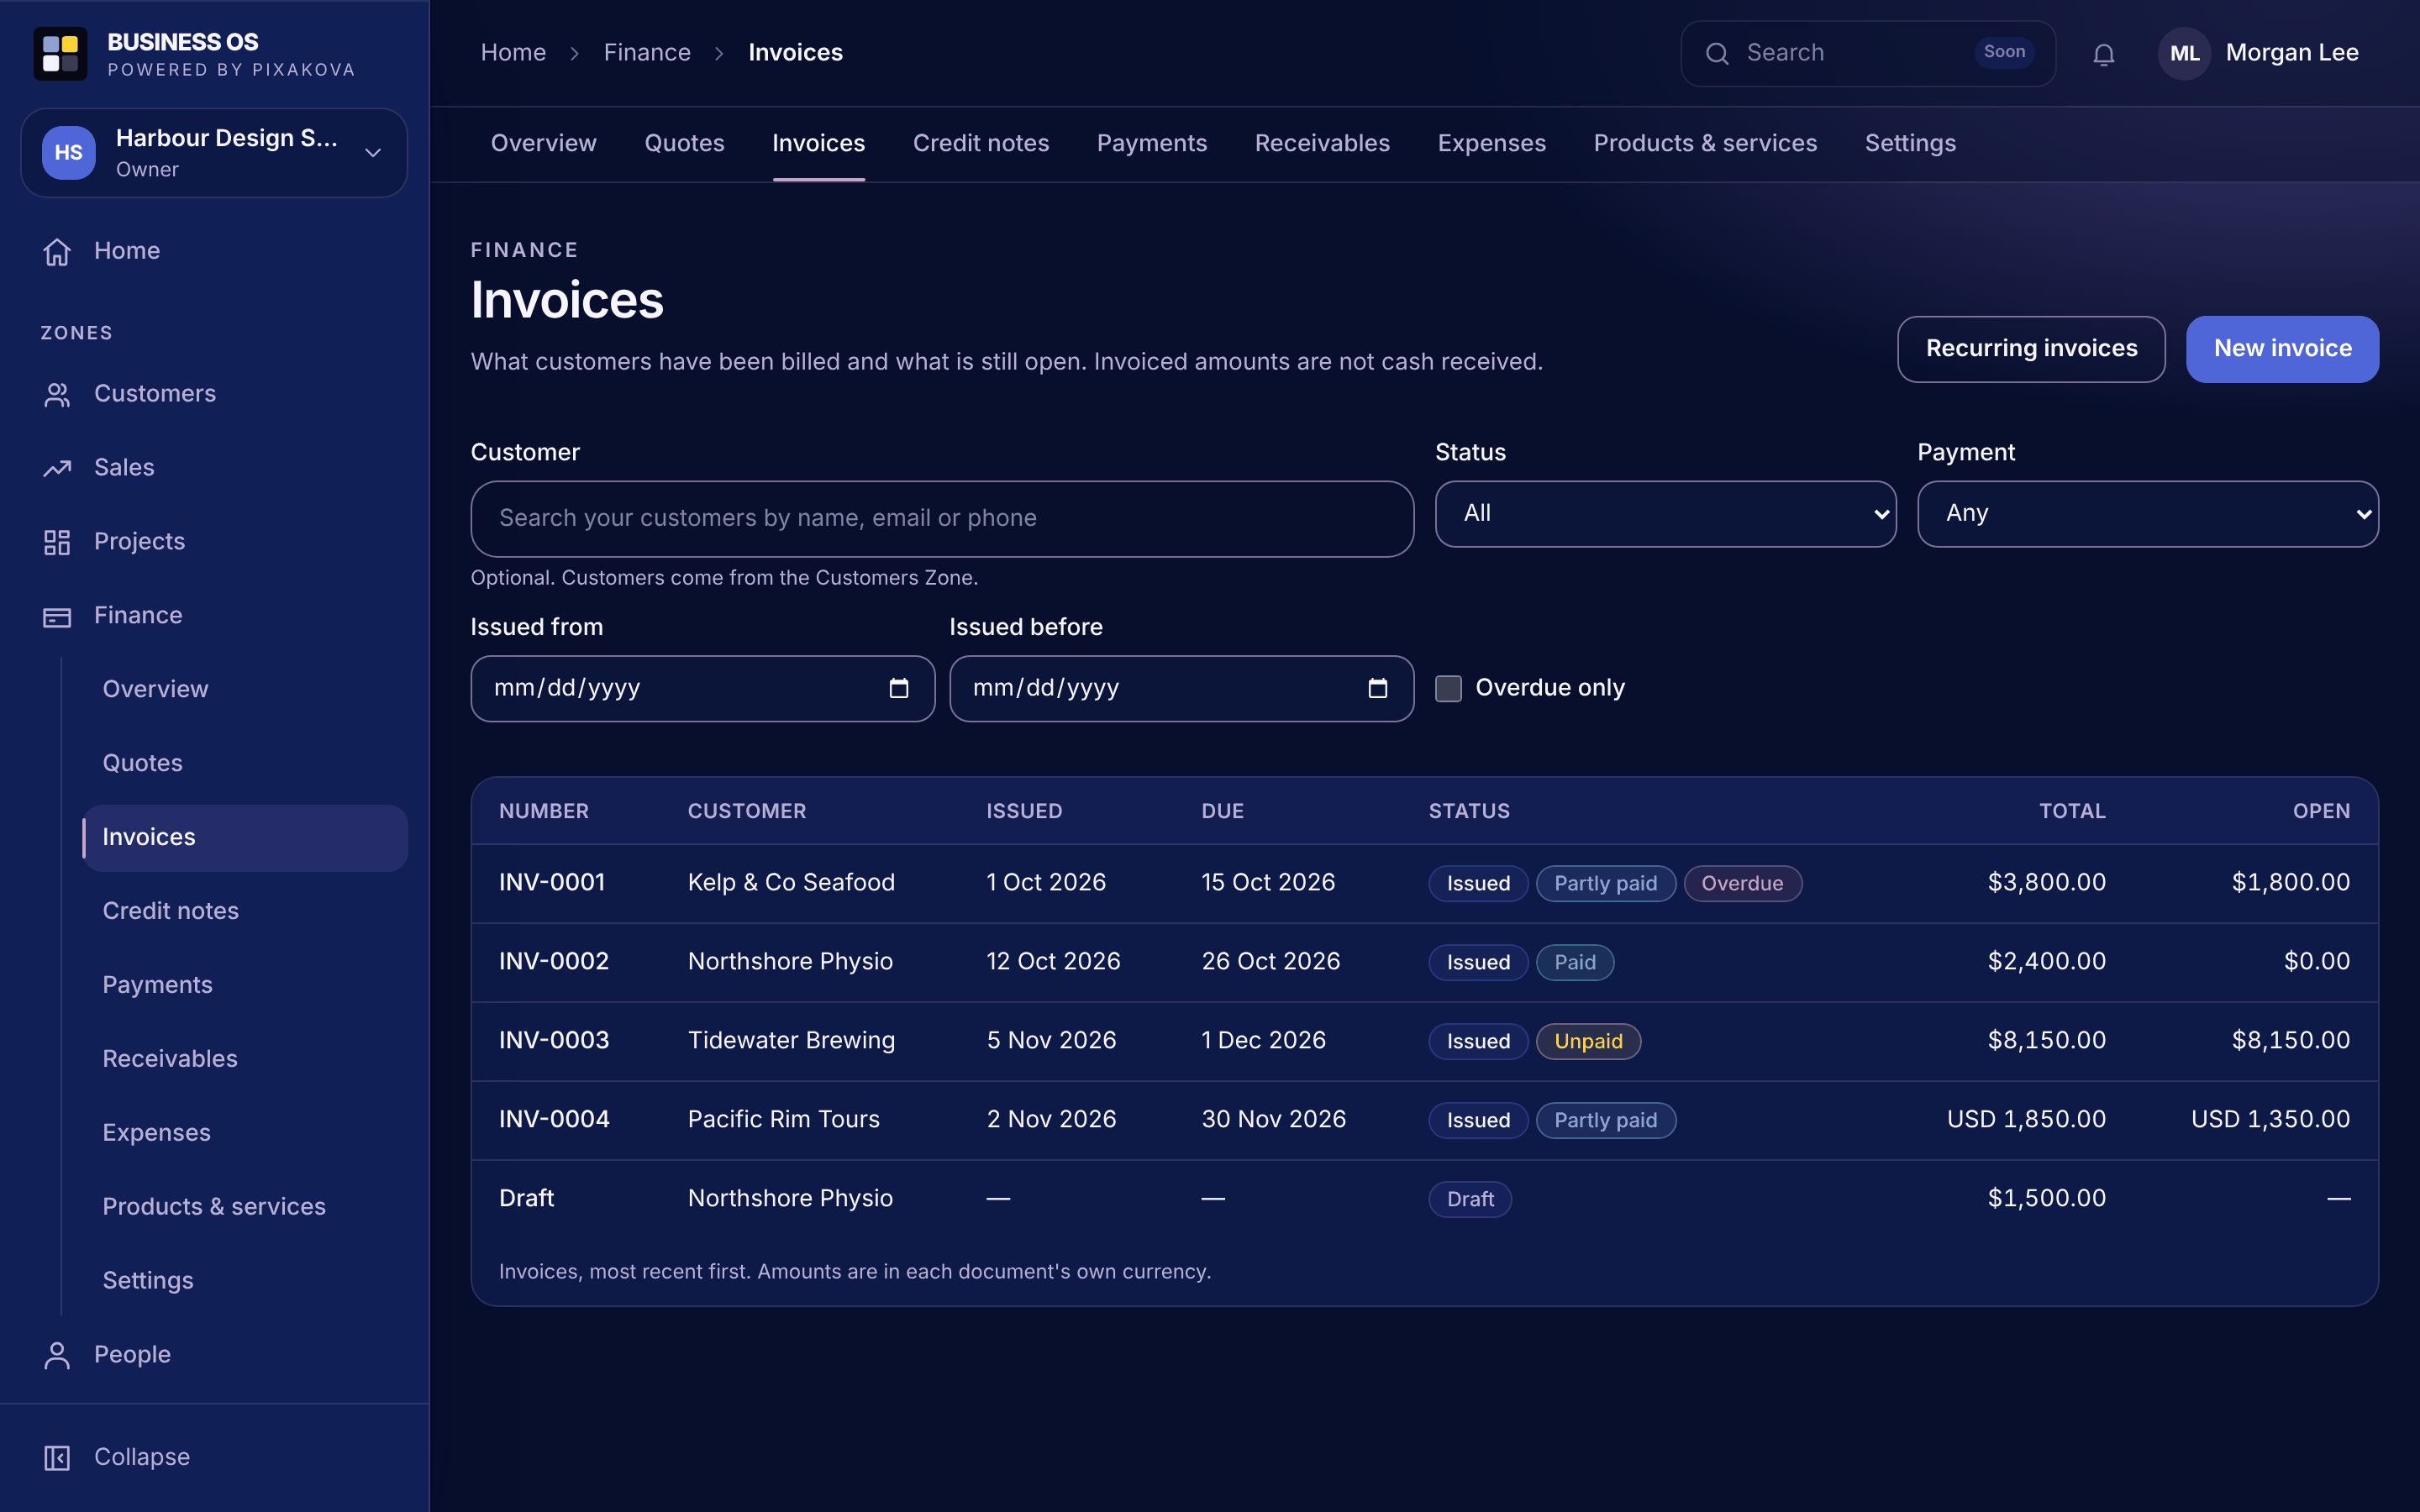 BUSINESS OS
POWERED BY PIXAKOVA
HS
Harbour Design S...
Owner
Home
ZONES
Customers
Sales
Projects
Finance
Overview
Quotes
Invoices
Credit notes
Payments
Receivables
Expenses
Products & services
Settings
People
Collapse
Home > Finance > Invoices
Search Soon
ML Morgan Lee
Overview Quotes Invoices Credit notes Payments Receivables Expenses Products & services Settings
FINANCE
Invoices
What customers have been billed and what is still open. Invoiced amounts are not cash received.
Recurring invoices New invoice
Customer Status Payment
Search your customers by name, email or phone All Any
Optional. Customers come from the Customers Zone.
Issued from Issued before
mm/dd/yyyy mm/dd/yyyy Overdue only
NUMBER CUSTOMER ISSUED DUE STATUS TOTAL OPEN
INV-0001 Kelp & Co Seafood 1 Oct 2026 15 Oct 2026 Issued Partly paid Overdue $3,800.00 $1,800.00
INV-0002 Northshore Physio 12 Oct 2026 26 Oct 2026 Issued Paid $2,400.00 $0.00
INV-0003 Tidewater Brewing 5 Nov 2026 1 Dec 2026 Issued Unpaid $8,150.00 $8,150.00
INV-0004 Pacific Rim Tours 2 Nov 2026 30 Nov 2026 Issued Partly paid USD 1,850.00 USD 1,350.00
Draft Northshore Physio — — Draft $1,500.00 —
Invoices, most recent first. Amounts are in each document's own currency.